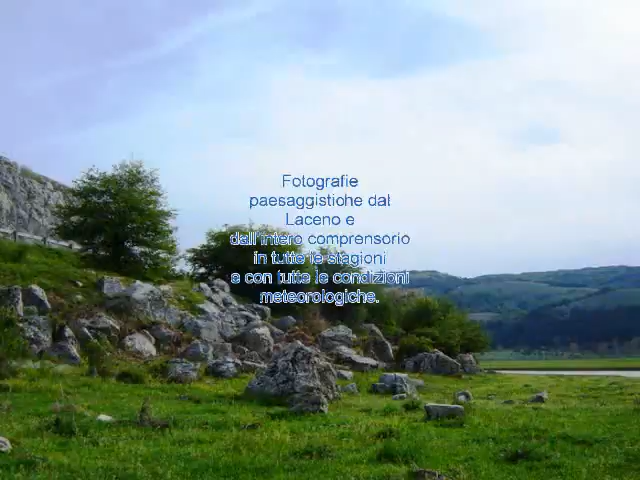 Fotografie
paesaggistiche dal
Laceno e
dall'intero comprensorio
in tutte le stagioni
e con tutte le condizioni
meteorologiche.